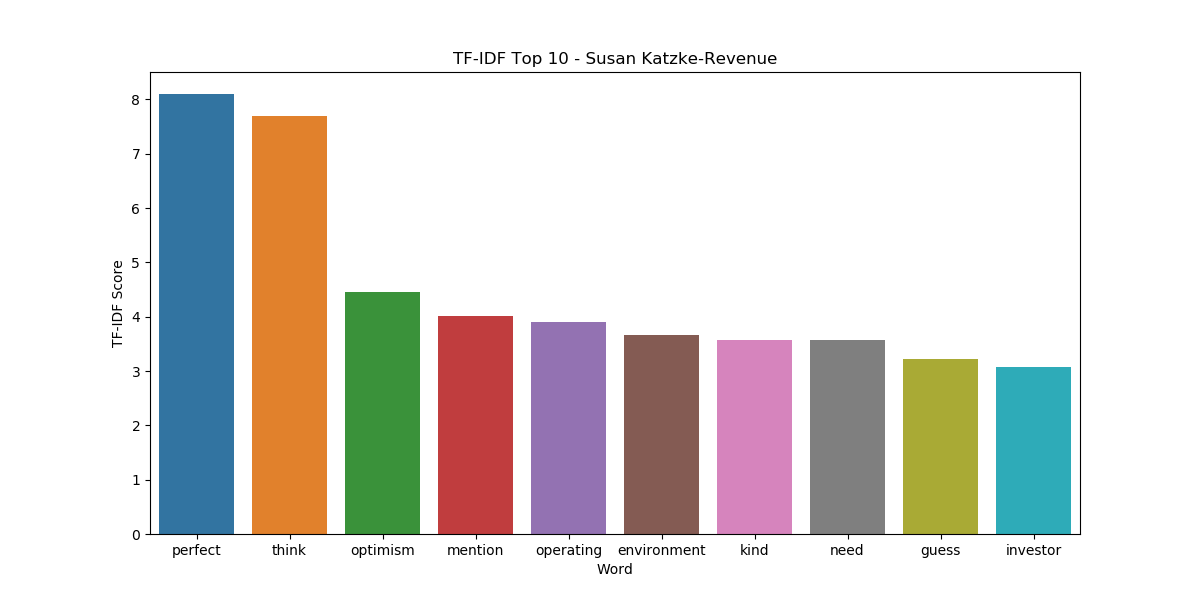 TF-IDF Top 10 - Susan Katzke-Revenue
8
7
6
5
4
3
2
1
0
TF-IDF Score
perfect think optimism mention operating environment kind need guess investor
Word